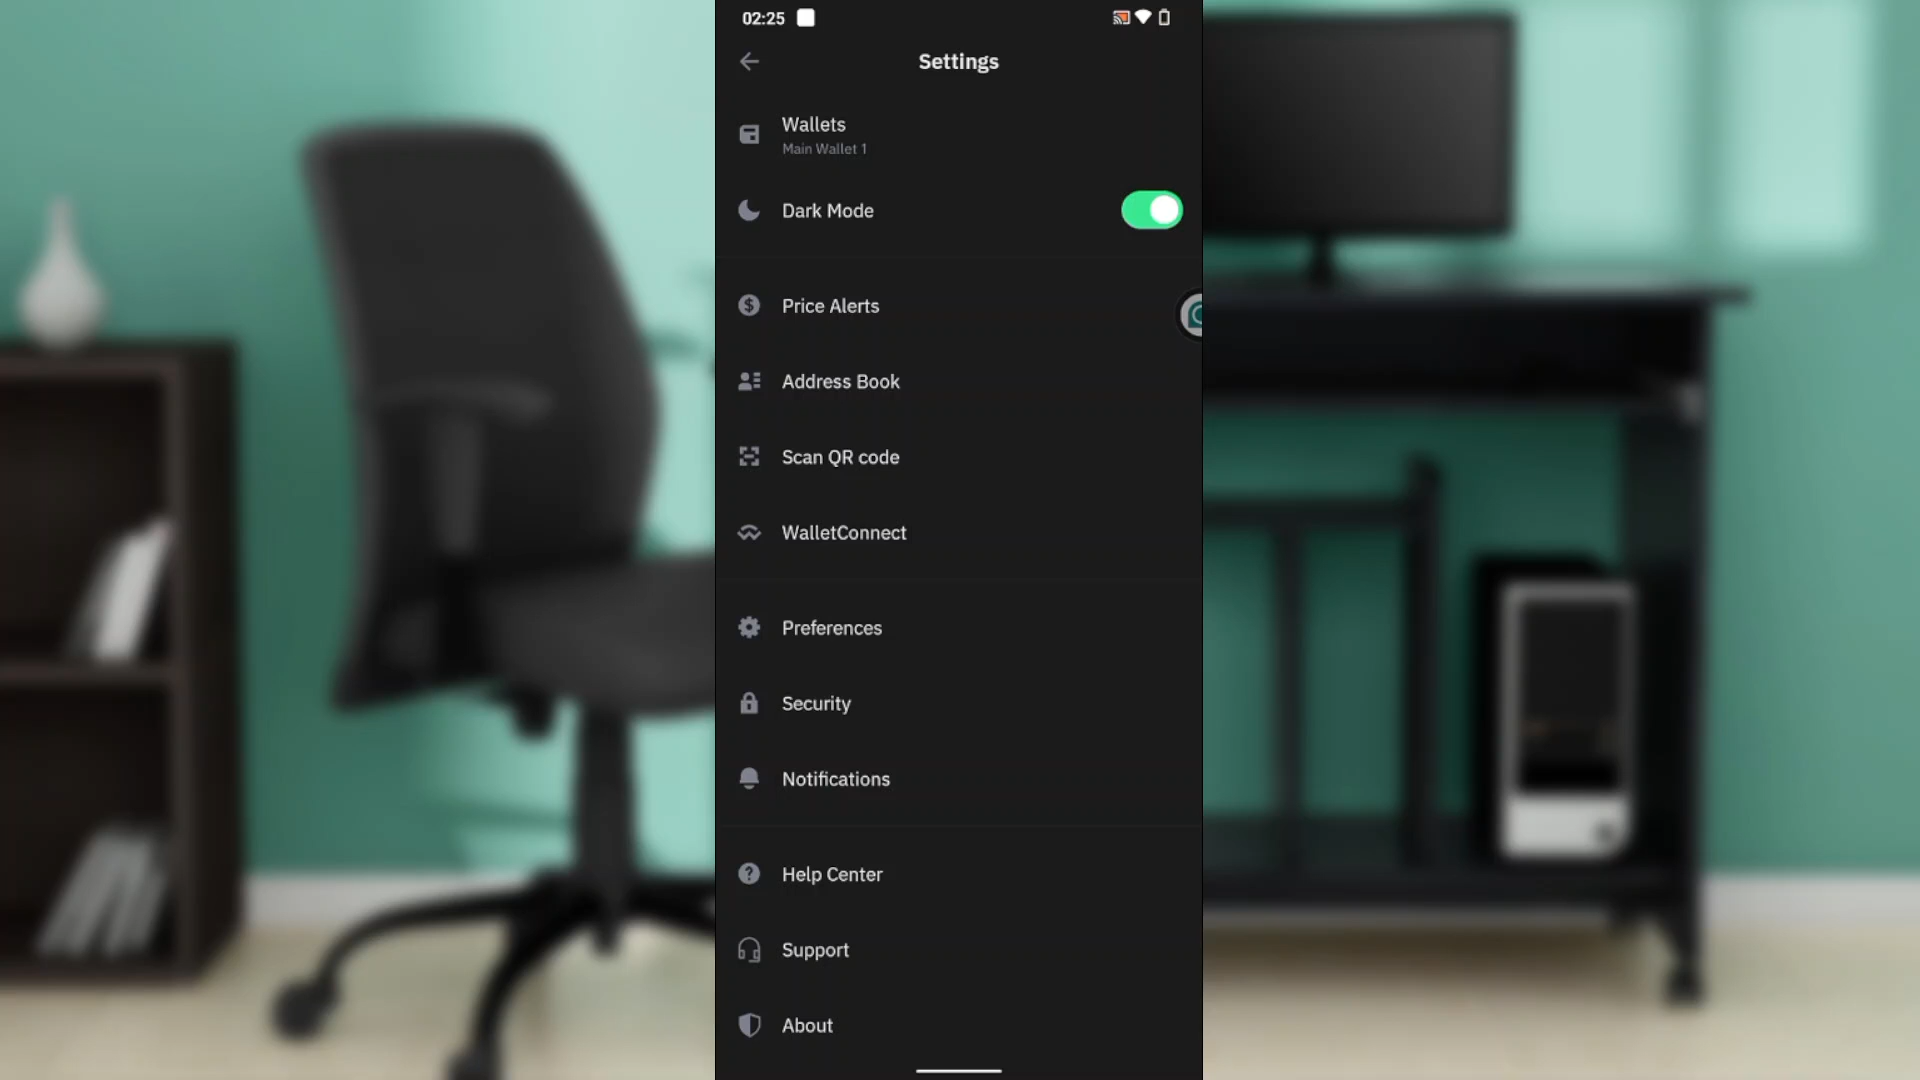 02:25
Settings
Wallets
Main Wallet 1
Dark Mode
Price Alerts
Address Book
Scan QR code
WalletConnect
Preferences
Security
Notifications
Help Center
Support
About